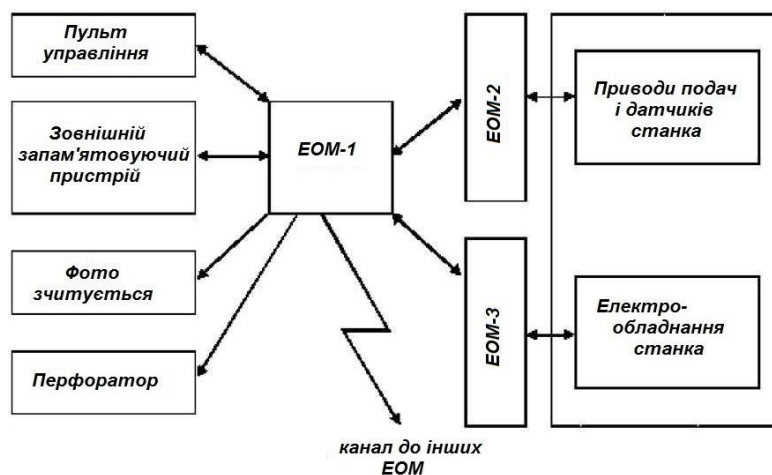 Пульт
управління
Зовнішній
запам'ятовуючий
пристрій
Фото
зчитується
Перфоратор
ЕОМ-1
ЕОМ-2
ЕОМ-3
Приводи подач
і датчиків
станка
Електро-
обладнання
станка
канал до інших
ЕОМ